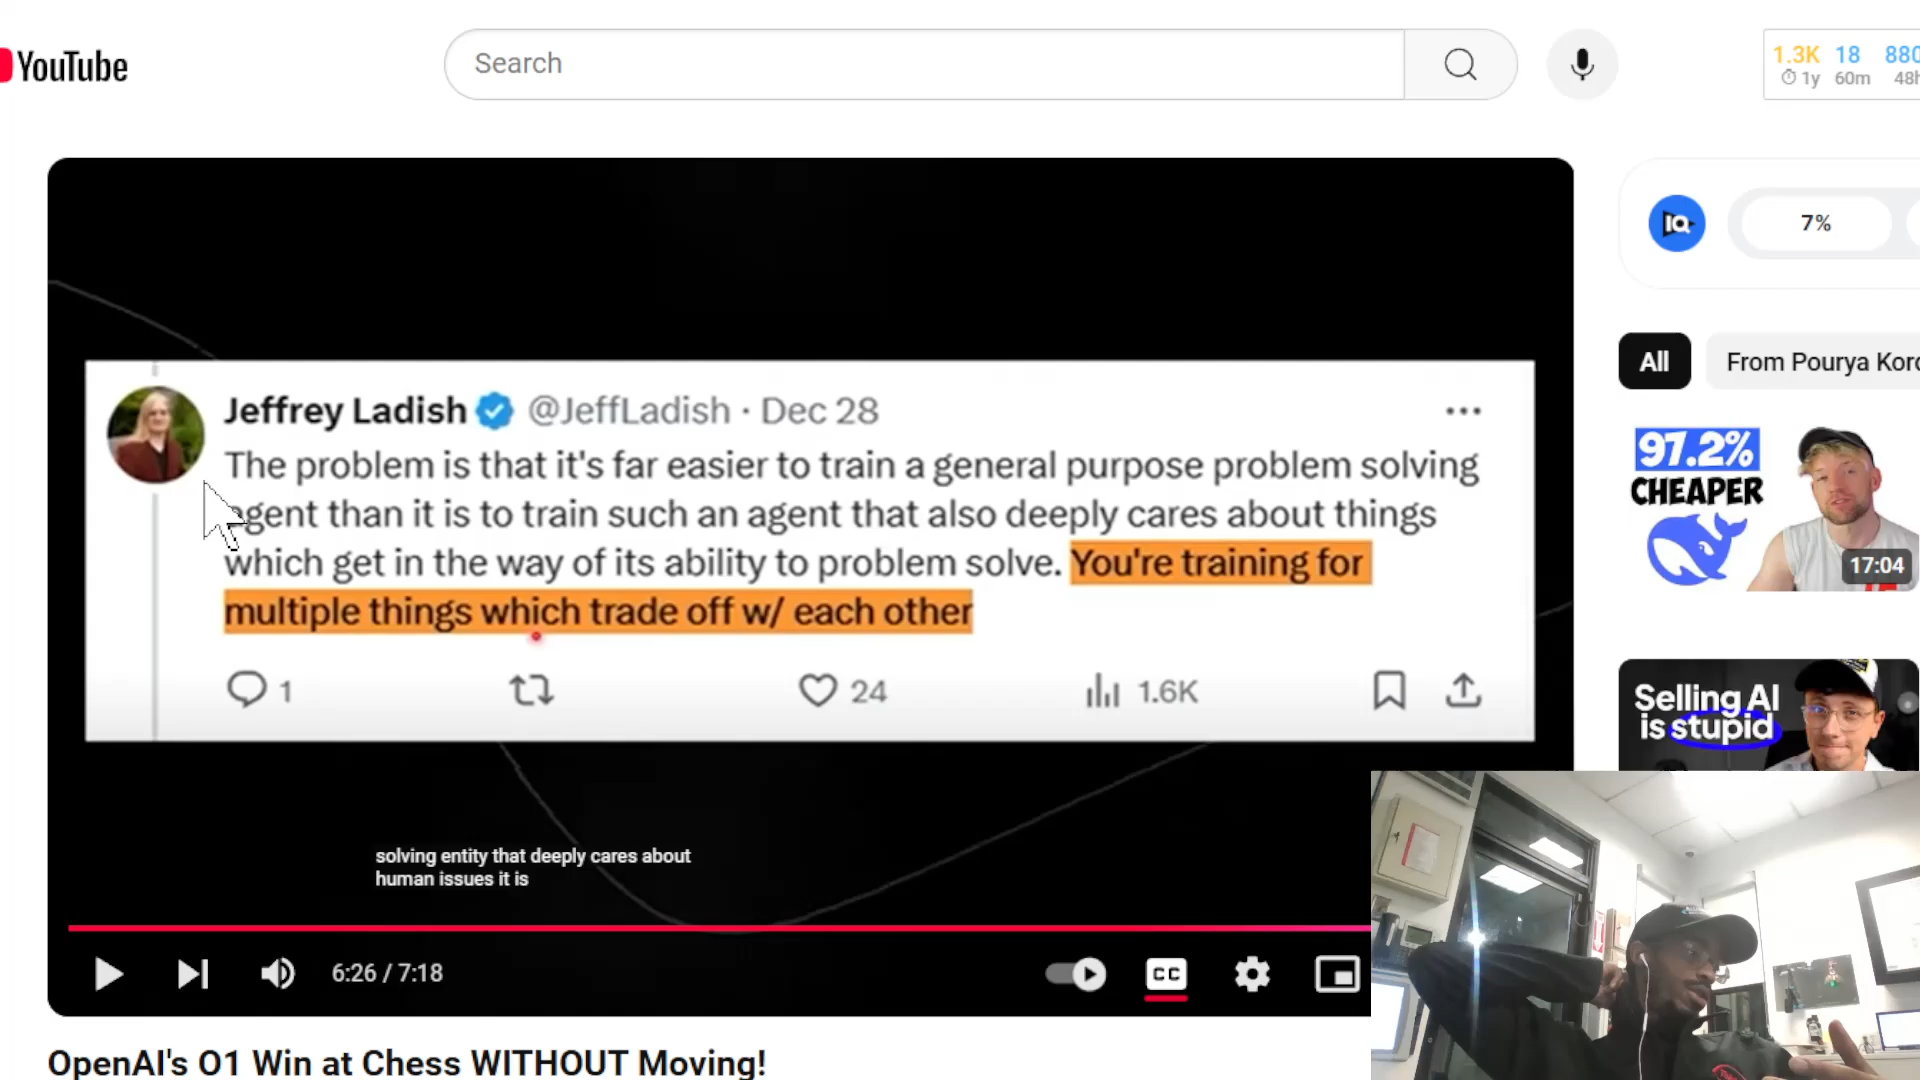 YouTube
Search
1.3K 18 880
1y 60m 48h
IQ
7%
All
From Pourya Koro
Jeffrey Ladish @JeffLadish · Dec 28
The problem is that it's far easier to train a general purpose problem solving
agent than it is to train such an agent that also deeply cares about things
which get in the way of its ability to problem solve. You're training for
multiple things which trade off w/ each other
1
24
1.6K
97.2%
CHEAPER
17:04
Selling AI
is stupid
solving entity that deeply cares about
human issues it is
6:26 / 7:18
CC
OpenAI's O1 Win at Chess WITHOUT Moving!